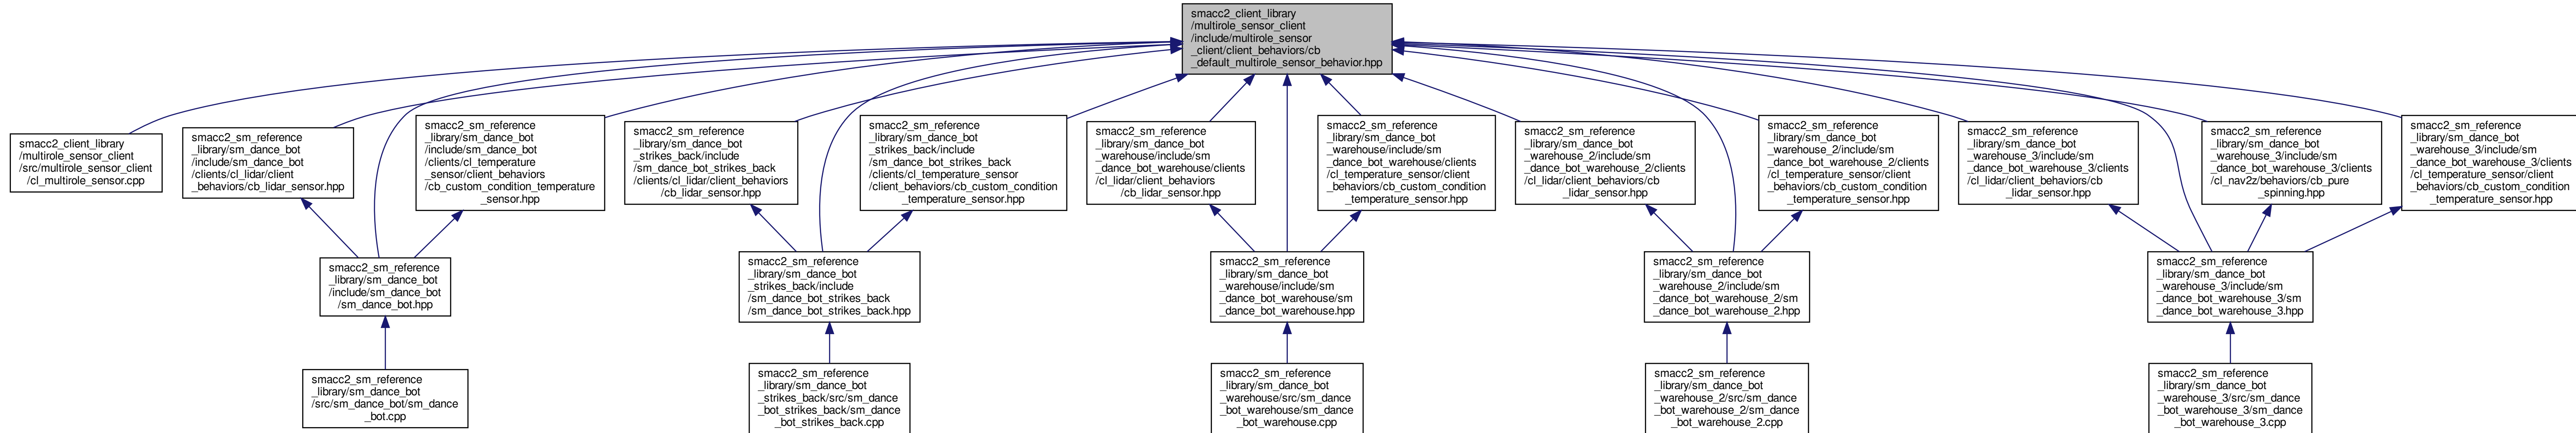 smacc2_client_library
/multirole_sensor_client
/include/multirole_sensor
_client/client_behaviors/cb
_default_multirole_sensor_behavior.hpp
smacc2_client_library
/multirole_sensor_client
/src/multirole_sensor_client
/cl_multirole_sensor.cpp
smacc2_sm_reference
_library/sm_dance_bot
/include/sm_dance_bot
/clients/cl_lidar/client
_behaviors/cb_lidar_sensor.hpp
smacc2_sm_reference
_library/sm_dance_bot
/include/sm_dance_bot
/clients/cl_temperature
_sensor/client_behaviors
/cb_custom_condition_temperature
_sensor.hpp
smacc2_sm_reference
_library/sm_dance_bot
_strikes_back/include
/sm_dance_bot_strikes_back
/clients/cl_lidar/client_behaviors
/cb_lidar_sensor.hpp
smacc2_sm_reference
_library/sm_dance_bot
_strikes_back/include
/sm_dance_bot_strikes_back
/clients/cl_temperature_sensor
/client_behaviors/cb_custom_condition
_temperature_sensor.hpp
smacc2_sm_reference
_library/sm_dance_bot
_warehouse/include/sm
_dance_bot_warehouse/clients
/cl_lidar/client_behaviors
/cb_lidar_sensor.hpp
smacc2_sm_reference
_library/sm_dance_bot
_warehouse/include/sm
_dance_bot_warehouse/clients
/cl_temperature_sensor/client
_behaviors/cb_custom_condition
_temperature_sensor.hpp
smacc2_sm_reference
_library/sm_dance_bot
_warehouse_2/include/sm
_dance_bot_warehouse_2/clients
/cl_lidar/client_behaviors/cb
_lidar_sensor.hpp
smacc2_sm_reference
_library/sm_dance_bot
_warehouse_2/include/sm
_dance_bot_warehouse_2/clients
/cl_temperature_sensor/client
_behaviors/cb_custom_condition
_temperature_sensor.hpp
smacc2_sm_reference
_library/sm_dance_bot
_warehouse_3/include/sm
_dance_bot_warehouse_3/clients
/cl_lidar/client_behaviors/cb
_lidar_sensor.hpp
smacc2_sm_reference
_library/sm_dance_bot
_warehouse_3/include/sm
_dance_bot_warehouse_3/clients
/cl_nav2z/behaviors/cb_pure
_spinning.hpp
smacc2_sm_reference
_library/sm_dance_bot
_warehouse_3/include/sm
_dance_bot_warehouse_3/clients
/cl_temperature_sensor/client
_behaviors/cb_custom_condition
_temperature_sensor.hpp
smacc2_sm_reference
_library/sm_dance_bot
/include/sm_dance_bot
/sm_dance_bot.hpp
smacc2_sm_reference
_library/sm_dance_bot
_strikes_back/include
/sm_dance_bot_strikes_back
/sm_dance_bot_strikes_back.hpp
smacc2_sm_reference
_library/sm_dance_bot
_warehouse/include/sm
_dance_bot_warehouse/sm
_dance_bot_warehouse.hpp
smacc2_sm_reference
_library/sm_dance_bot
_warehouse_2/include/sm
_dance_bot_warehouse_2/sm
_dance_bot_warehouse_2.hpp
smacc2_sm_reference
_library/sm_dance_bot
_warehouse_3/include/sm
_dance_bot_warehouse_3/sm
_dance_bot_warehouse_3.hpp
smacc2_sm_reference
_library/sm_dance_bot
/src/sm_dance_bot/sm_dance
_bot.cpp
smacc2_sm_reference
_library/sm_dance_bot
_strikes_back/src/sm_dance
_bot_strikes_back/sm_dance
_bot_strikes_back.cpp
smacc2_sm_reference
_library/sm_dance_bot
_warehouse/src/sm_dance
_bot_warehouse/sm_dance
_bot_warehouse.cpp
smacc2_sm_reference
_library/sm_dance_bot
_warehouse_2/src/sm_dance
_bot_warehouse_2/sm_dance
_bot_warehouse_2.cpp
smacc2_sm_reference
_library/sm_dance_bot
_warehouse_3/src/sm_dance
_bot_warehouse_3/sm_dance
_bot_warehouse_3.cpp